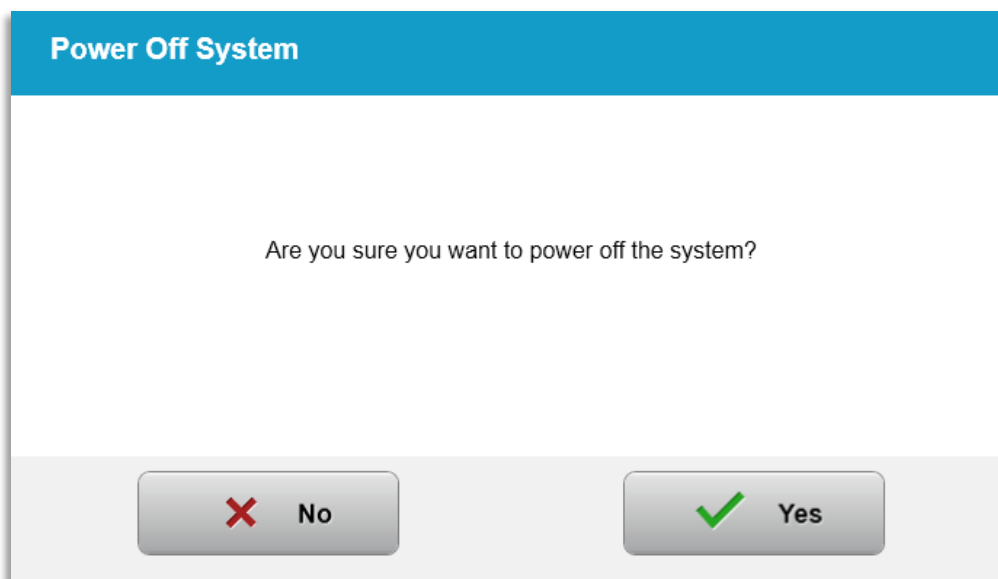 Power Off System
Are you sure you want to power off the system?
No
Yes